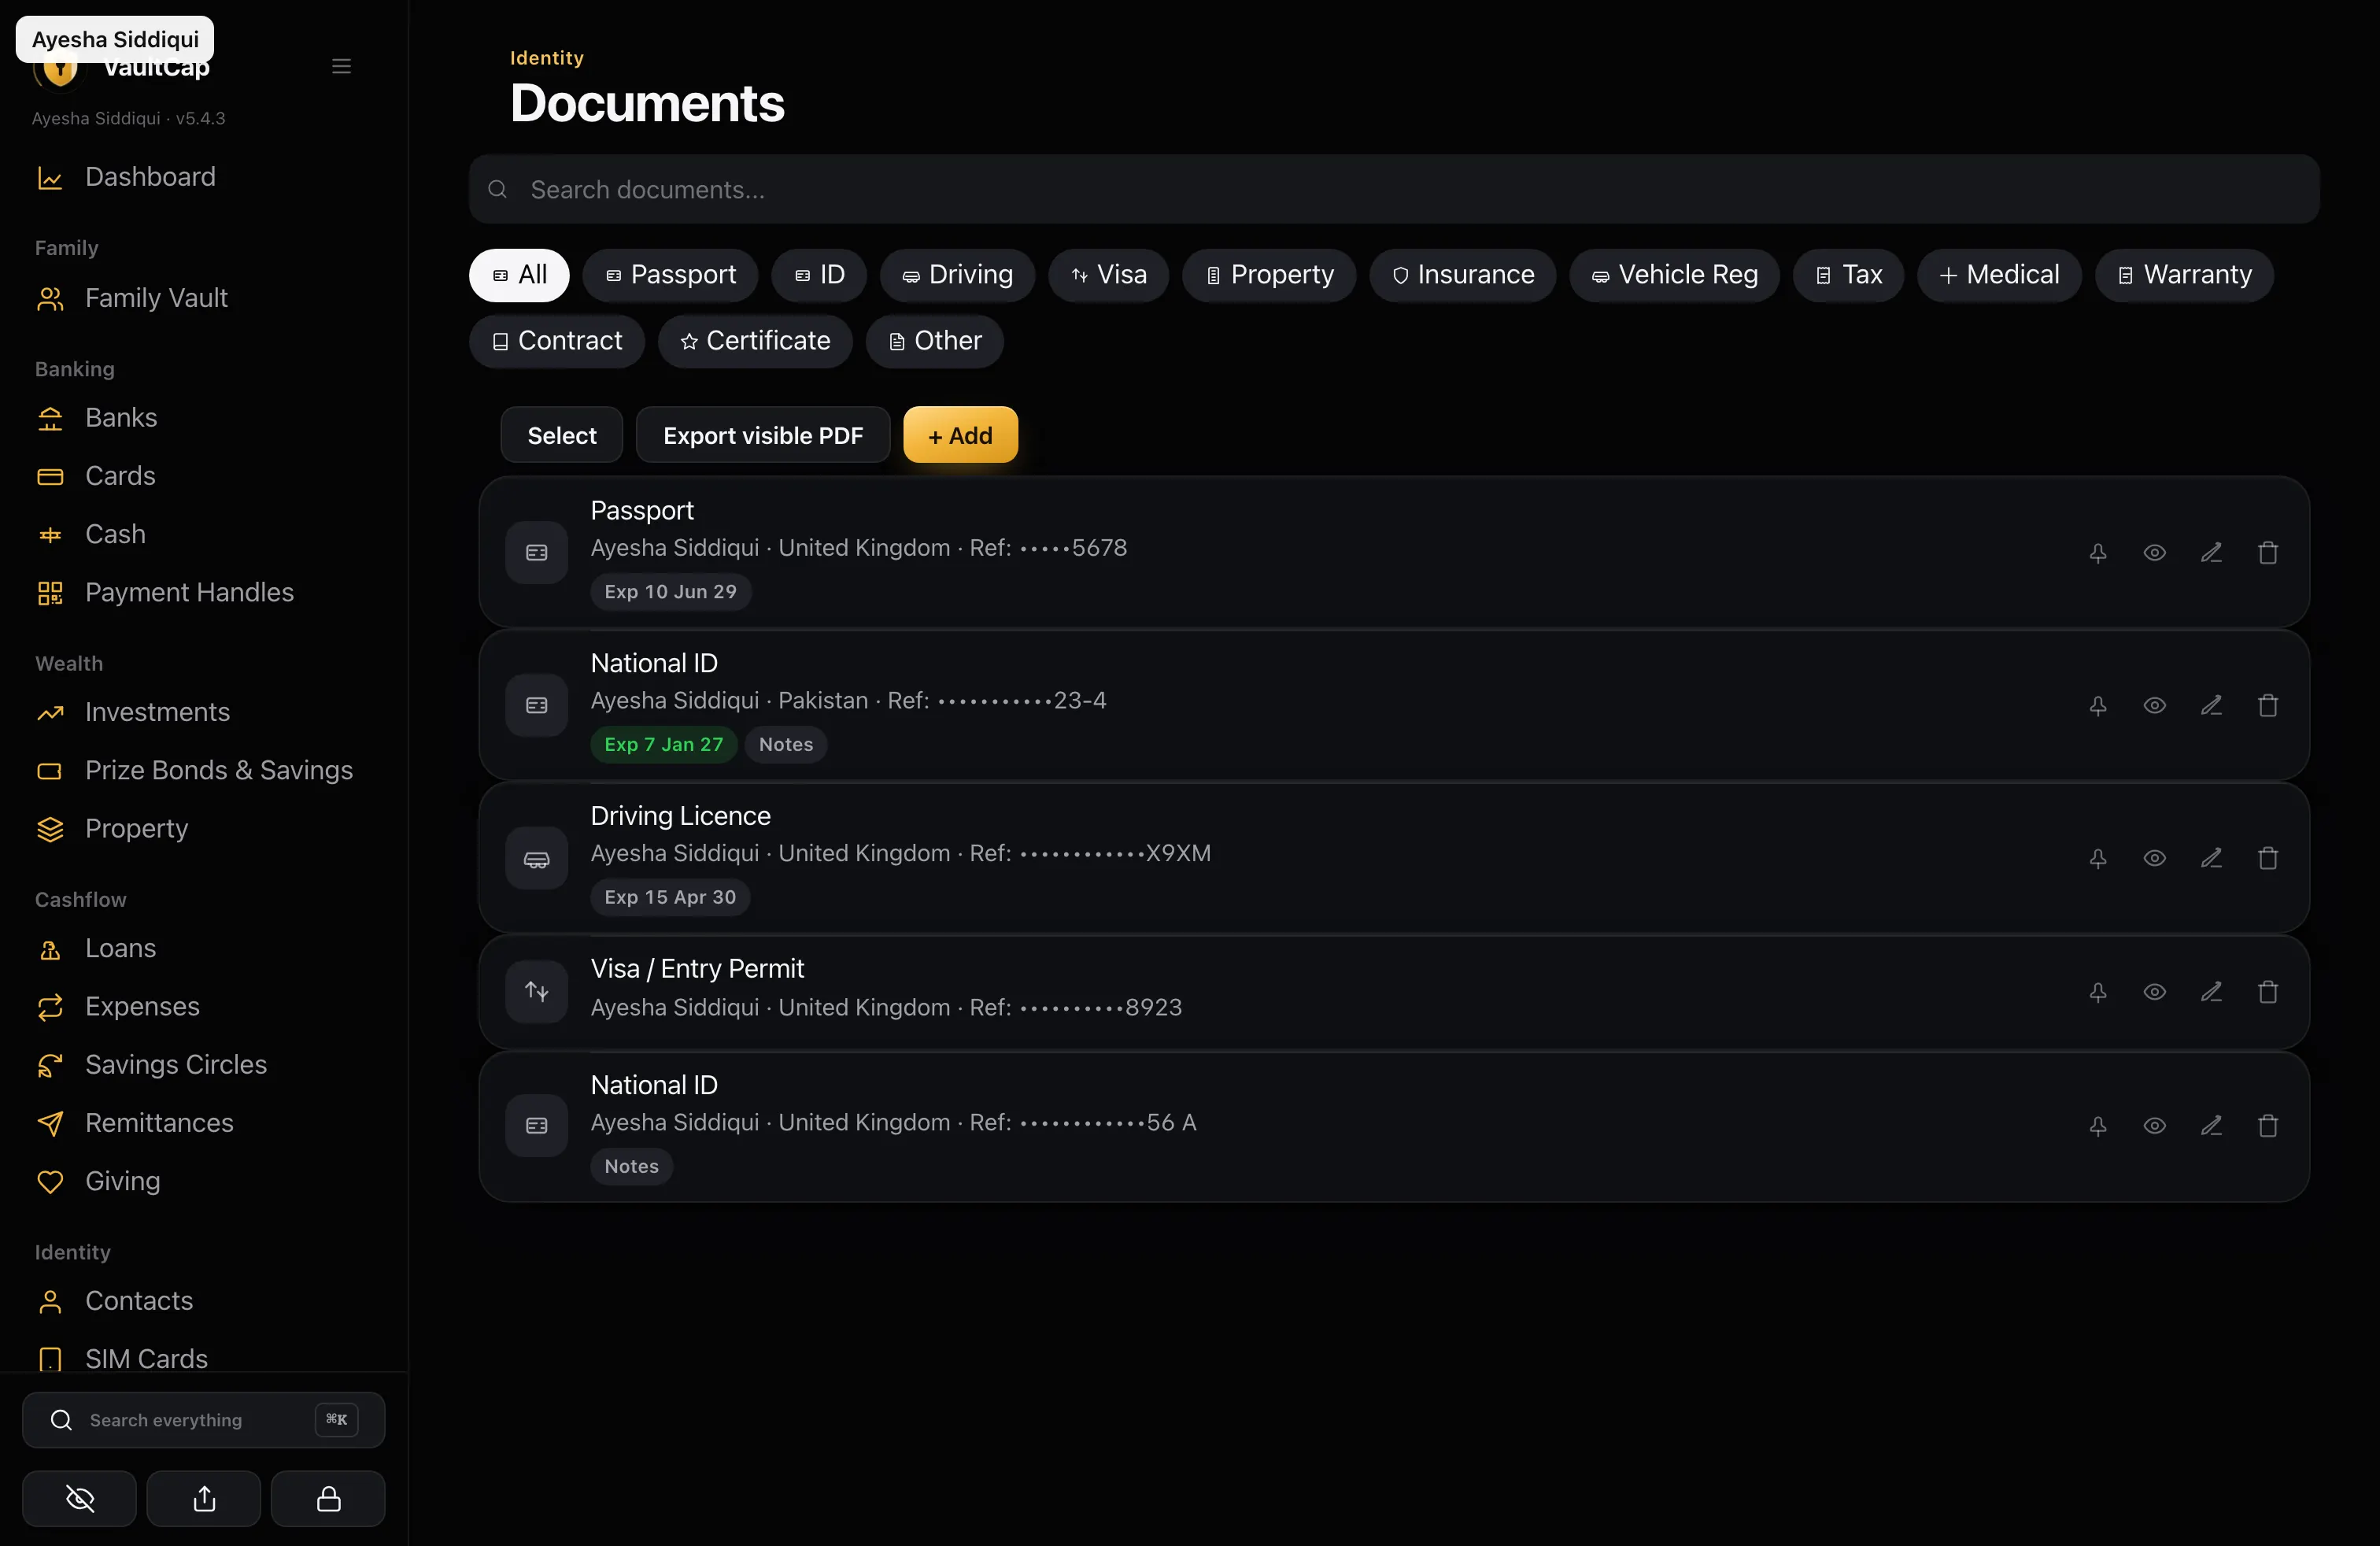 Ayesha Siddiqui
VaultCap
Ayesha Siddiqui · v5.4.3
Dashboard
Family
Family Vault
Banking
Banks
Cards
Cash
Payment Handles
Wealth
Investments
Prize Bonds & Savings
Property
Cashflow
Loans
Expenses
Savings Circles
Remittances
Giving
Identity
Contacts
SIM Cards
Search everything ⌘K
Identity
Documents
Search documents...
All Passport ID Driving Visa Property Insurance Vehicle Reg Tax Medical Warranty
Contract Certificate Other
Select Export visible PDF + Add
Passport
Ayesha Siddiqui · United Kingdom · Ref: •••••5678
Exp 10 Jun 29
National ID
Ayesha Siddiqui · Pakistan · Ref: •••••••••••23-4
Exp 7 Jan 27 Notes
Driving Licence
Ayesha Siddiqui · United Kingdom · Ref: ••••••••••••X9XM
Exp 15 Apr 30
Visa / Entry Permit
Ayesha Siddiqui · United Kingdom · Ref: ••••••••••8923
National ID
Ayesha Siddiqui · United Kingdom · Ref: ••••••••••••56 A
Notes